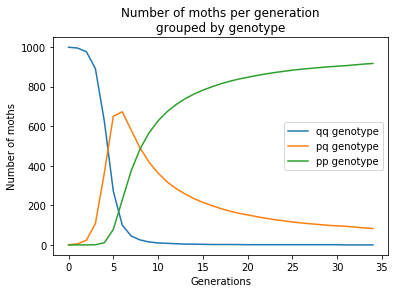 Number of moths per generation
grouped by genotype
Number of moths
1000
800
600
400
200
0
qq genotype
pq genotype
pp genotype
0 5 10 15 20 25 30 35
Generations